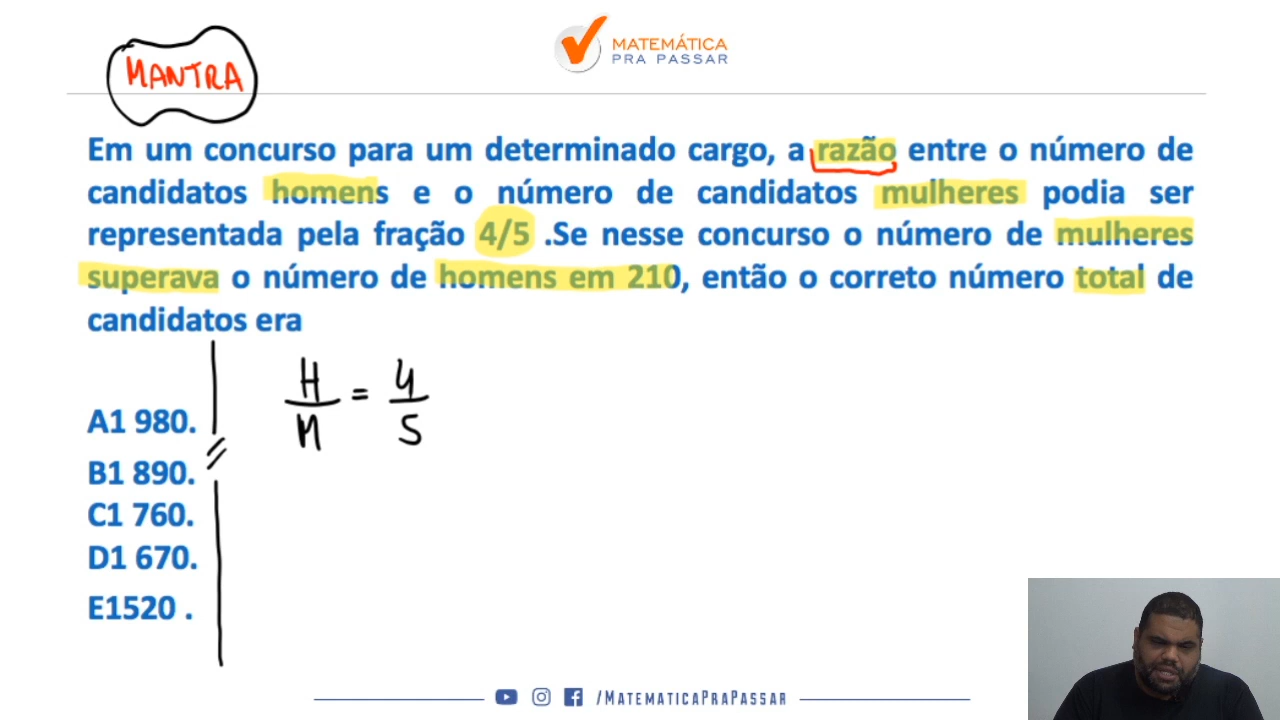 MANTRA
MATEMÁTICA
PRA PASSAR
Em um concurso para um determinado cargo, a razão entre o número de
candidatos homens e o número de candidatos mulheres podia ser
representada pela fração 4/5 .Se nesse concurso o número de mulheres
superava o número de homens em 210, então o correto número total de
candidatos era
H/M = 4/5
A1 980.
B1 890.
C1 760.
D1 670.
E1520 .
/MATEMATICAPRAPASSAR